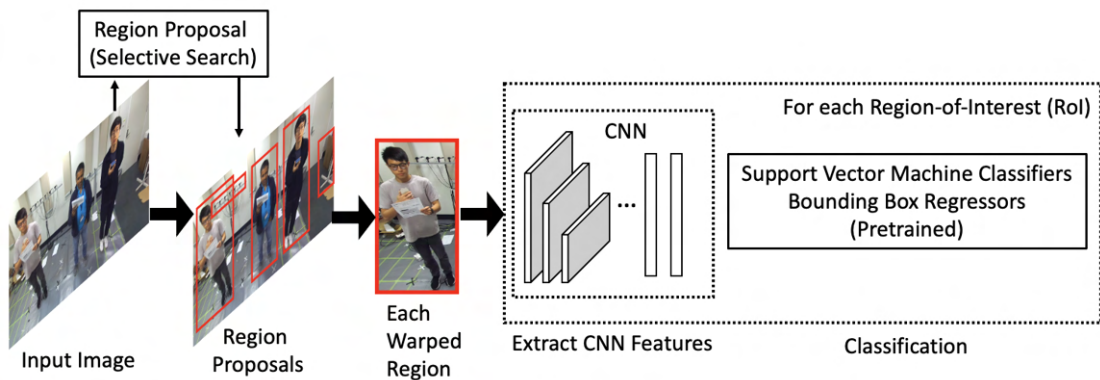 Region Proposal
(Selective Search)
For each Region-of-Interest (RoI)
CNN
...
Support Vector Machine Classifiers
Bounding Box Regressors
(Pretrained)
Input Image
Region
Proposals
Each
Warped
Region
Extract CNN Features
Classification